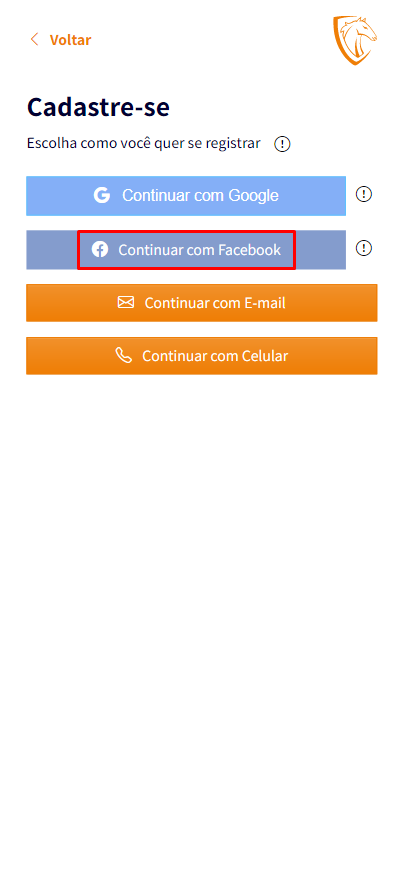 Voltar
Cadastre-se
Escolha como você quer se registrar
Continuar com Google
Continuar com Facebook
Continuar com E-mail
Continuar com Celular